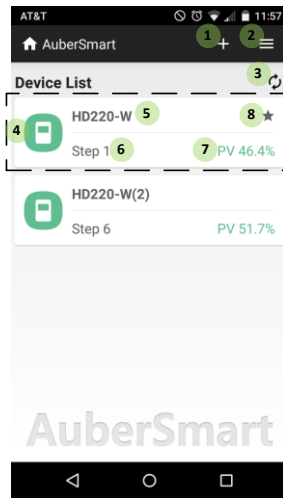 AT&T 11:57
AuberSmart 1 + 2
Device List 3
4 HD220-W 5 8
Step 1 6 7 PV 46.4%
HD220-W(2)
Step 6 PV 51.7%
AuberSmart